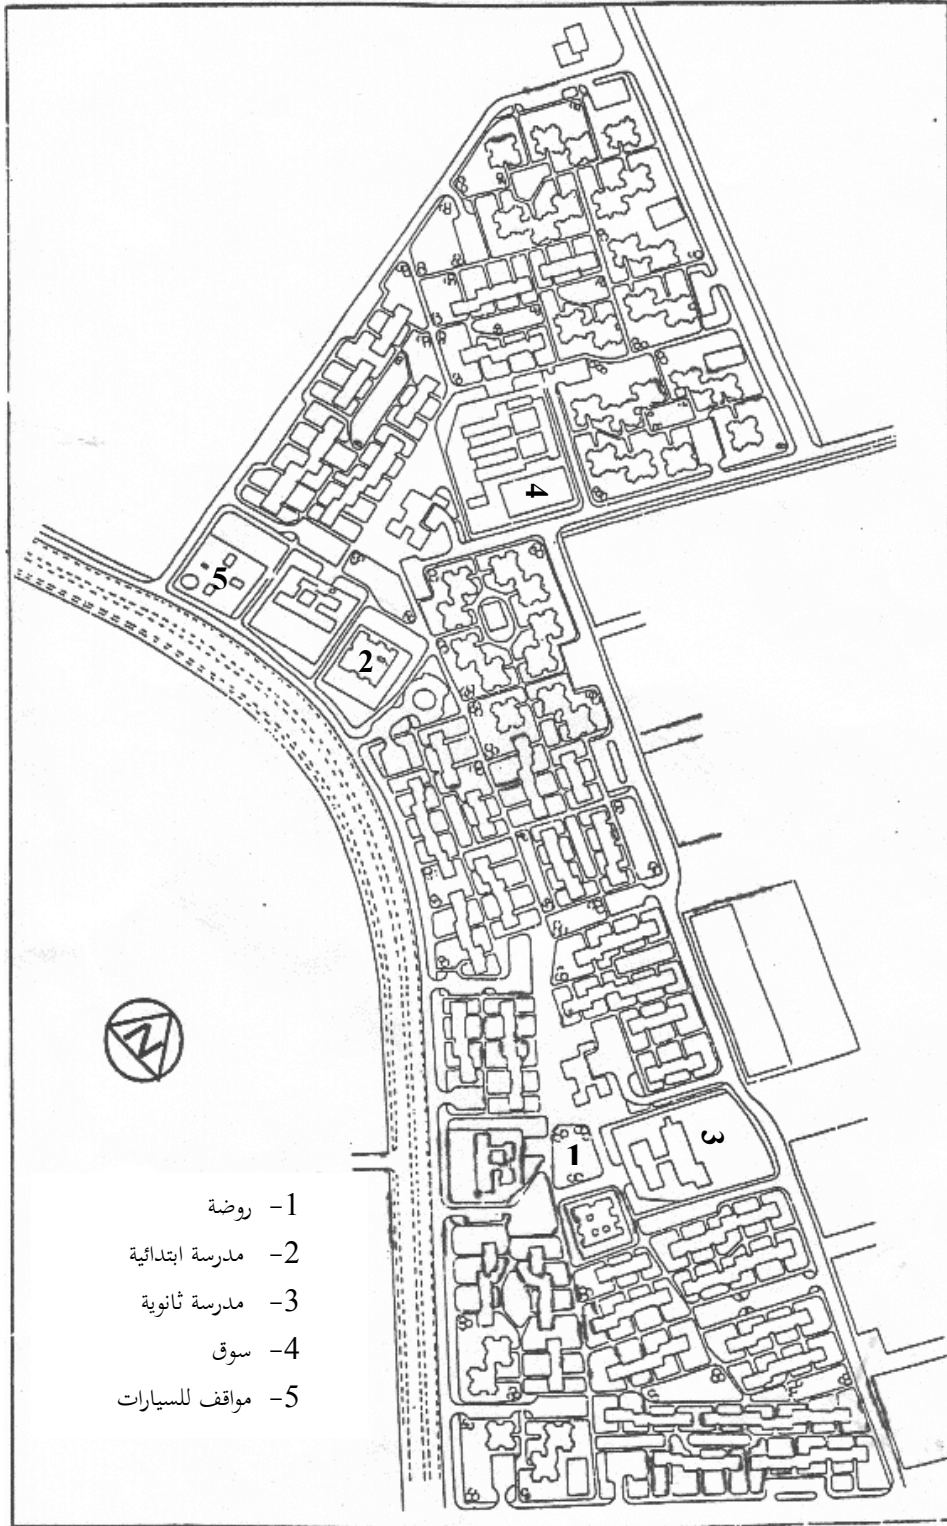 4
5
2
3
1
N
1- روضة
2- مدرسة ابتدائية
3- مدرسة ثانوية
4- سوق
5- مواقف للسيارات